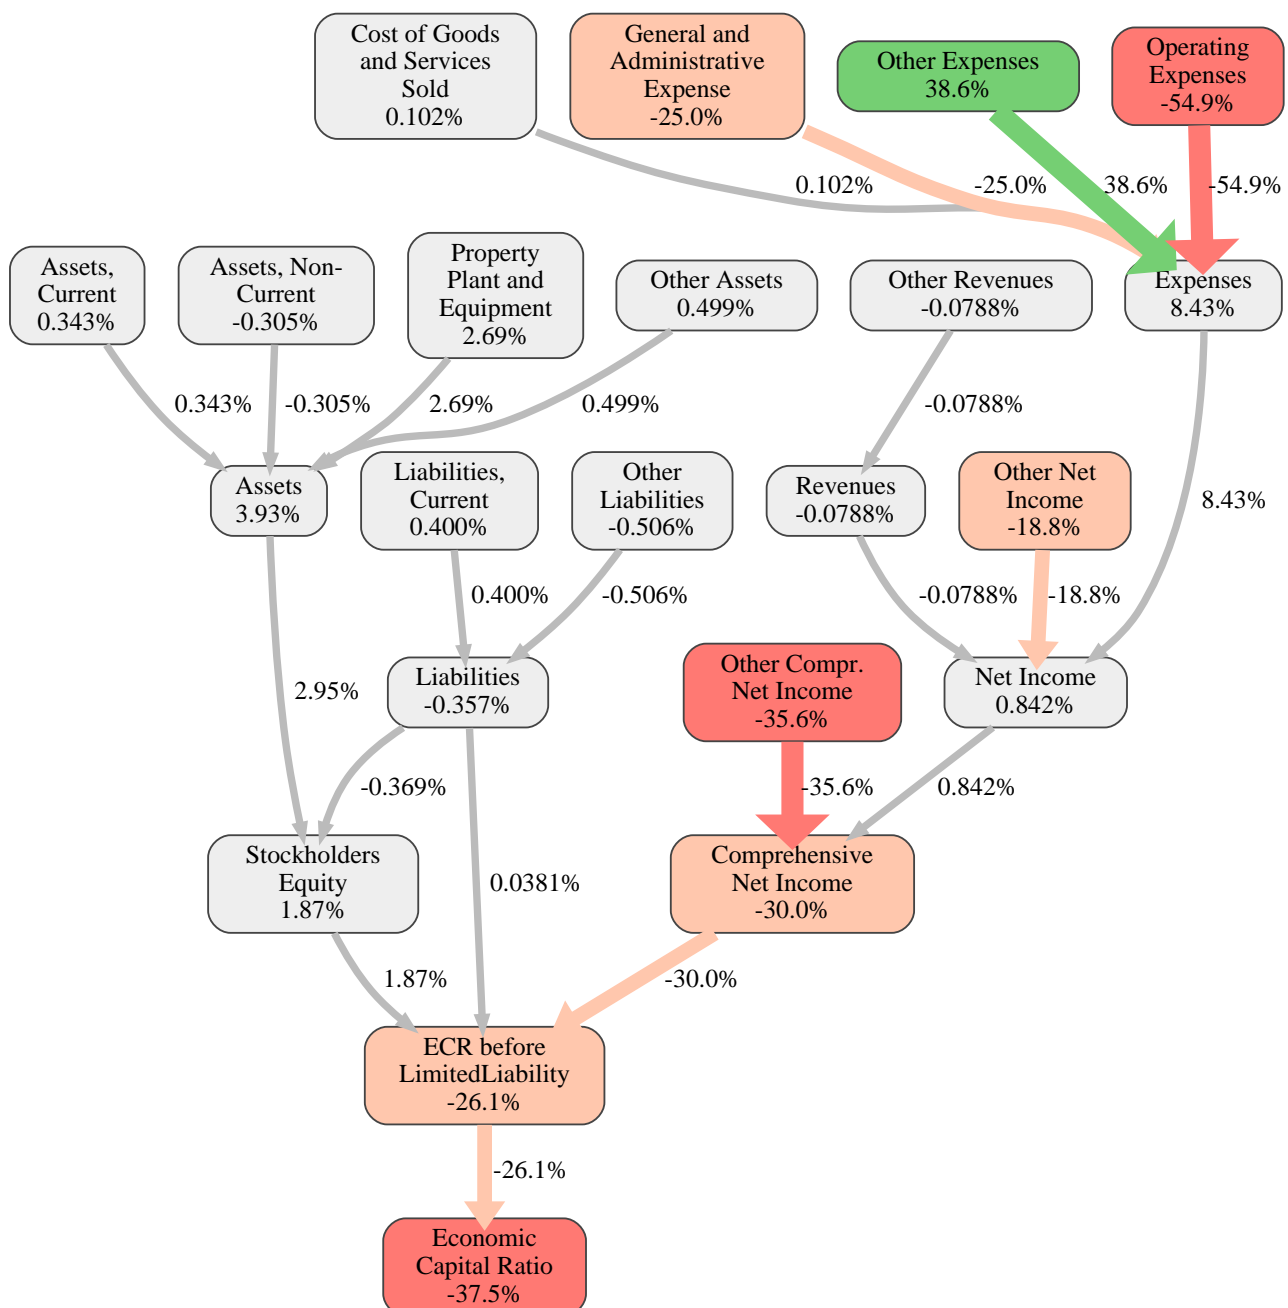 Cost of Goods
and Services
Sold
0.102%
General and
Administrative
Expense
-25.0%
Other Expenses
38.6%
Operating
Expenses
-54.9%
0.102%
-25.0%
38.6%
-54.9%
Assets,
Current
0.343%
Assets, Non-
Current
-0.305%
Property
Plant and
Equipment
2.69%
Other Assets
0.499%
Other Revenues
-0.0788%
Expenses
8.43%
0.343%
-0.305%
2.69%
0.499%
-0.0788%
Assets
3.93%
Liabilities,
Current
0.400%
Other
Liabilities
-0.506%
Revenues
-0.0788%
Other Net
Income
-18.8%
8.43%
0.400%
-0.506%
-0.0788%
-18.8%
2.95%
Liabilities
-0.357%
Other Compr.
Net Income
-35.6%
Net Income
0.842%
-0.369%
-35.6%
0.842%
Stockholders
Equity
1.87%
0.0381%
Comprehensive
Net Income
-30.0%
1.87%
-30.0%
ECR before
LimitedLiability
-26.1%
-26.1%
Economic
Capital Ratio
-37.5%